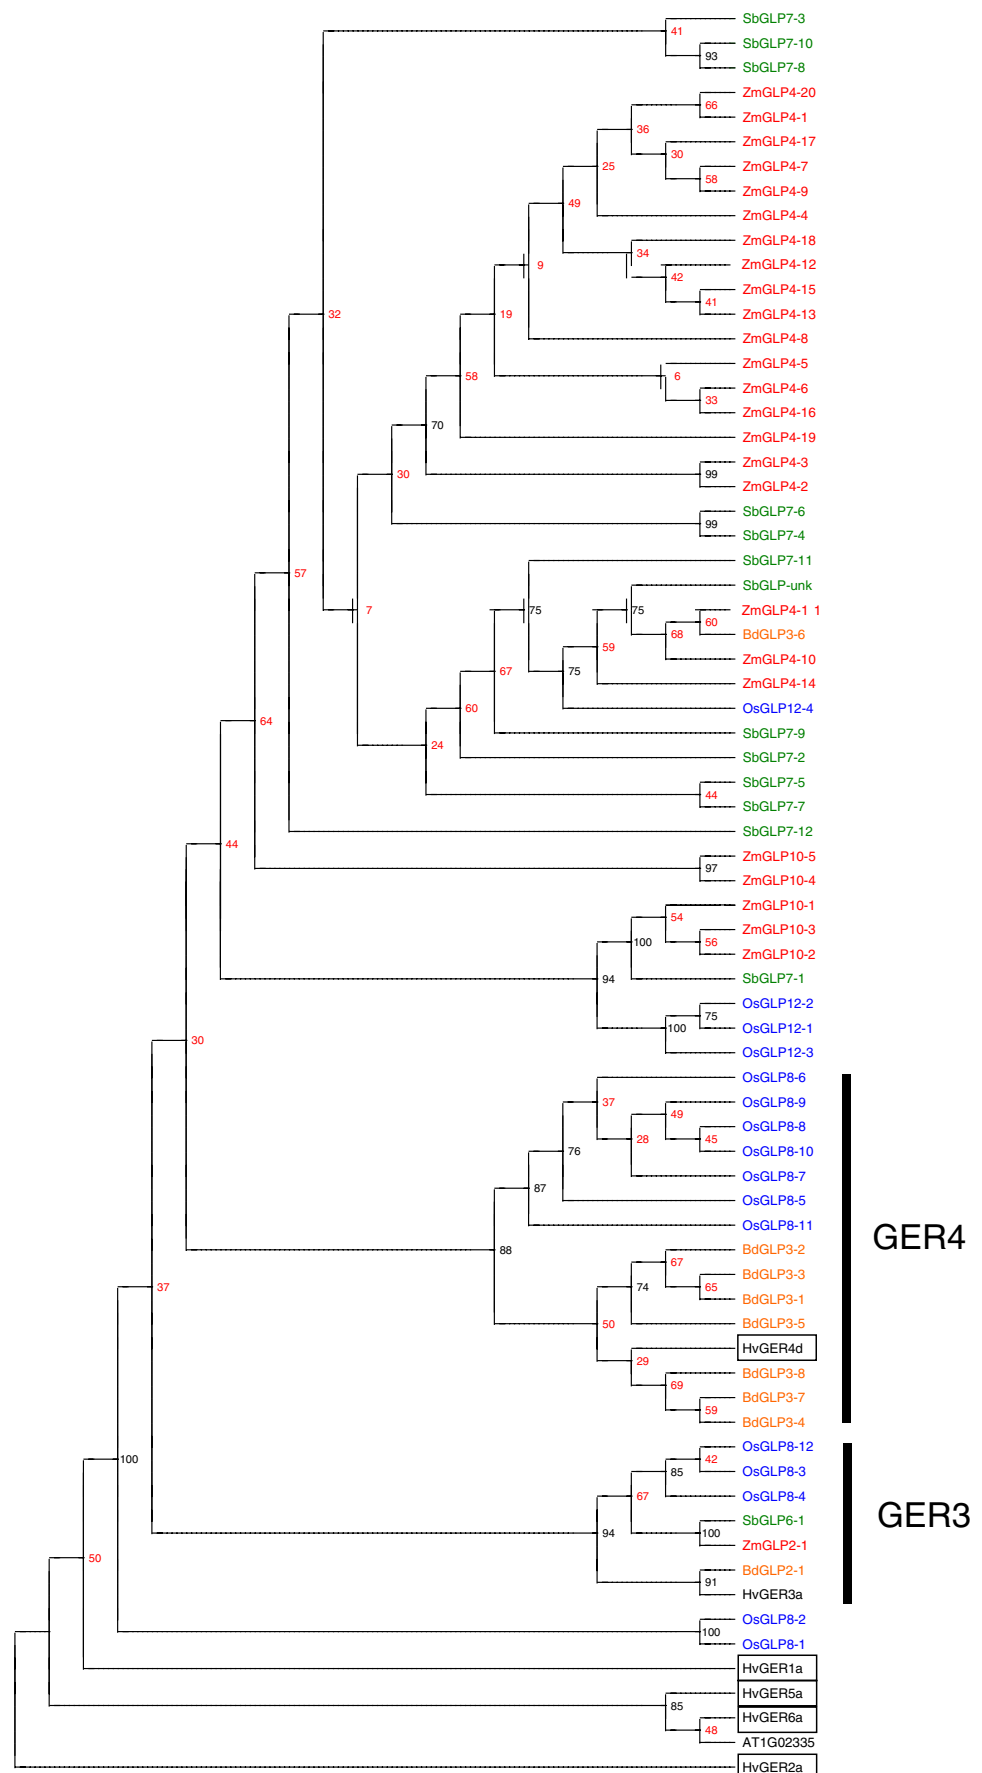 SbGLP7-3
41
SbGLP7-10
93
SbGLP7-8
ZmGLP4-20
66
ZmGLP4-1
36
ZmGLP4-17
30
25
ZmGLP4-7
58
ZmGLP4-9
49
ZmGLP4-4
ZmGLP4-18
34
9
ZmGLP4-12
42
ZmGLP4-15
41
19
ZmGLP4-13
32
ZmGLP4-8
ZmGLP4-5
58
6
ZmGLP4-6
33
ZmGLP4-16
70
ZmGLP4-19
ZmGLP4-3
30
99
ZmGLP4-2
SbGLP7-6
99
SbGLP7-4
SbGLP7-11
57
SbGLP-unk
7
75
75
ZmGLP4-1 1
60
68
BdGLP3-6
59
ZmGLP4-10
67
75
ZmGLP4-14
60
OsGLP12-4
64
SbGLP7-9
24
SbGLP7-2
SbGLP7-5
44
SbGLP7-7
SbGLP7-12
44
ZmGLP10-5
97
ZmGLP10-4
ZmGLP10-1
54
ZmGLP10-3
100
56
ZmGLP10-2
94
SbGLP7-1
OsGLP12-2
75
100
OsGLP12-1
30
OsGLP12-3
OsGLP8-6
37
OsGLP8-9
49
OsGLP8-8
28
45
OsGLP8-10
76
OsGLP8-7
87
OsGLP8-5
OsGLP8-11
GER4
88
BdGLP3-2
67
BdGLP3-3
37
74
65
BdGLP3-1
50
BdGLP3-5
HvGER4d
29
BdGLP3-8
69
BdGLP3-7
59
BdGLP3-4
OsGLP8-12
100
42
85
OsGLP8-3
67
OsGLP8-4
GER3
SbGLP6-1
94
100
ZmGLP2-1
50
BdGLP2-1
91
HvGER3a
OsGLP8-2
100
OsGLP8-1
HvGER1a
HvGER5a
85
HvGER6a
48
AT1G02335
HvGER2a